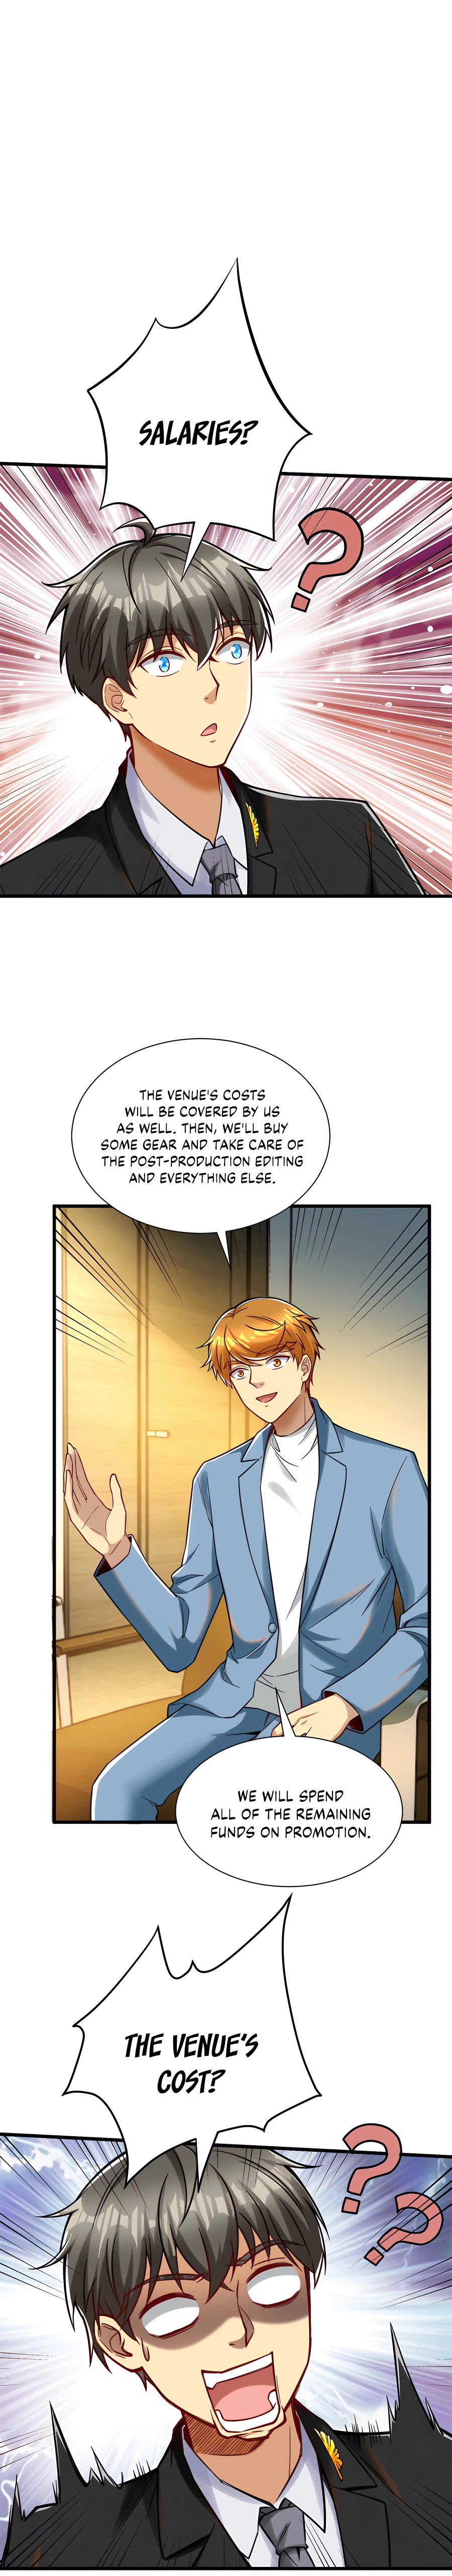 SALARIES?
THE VENUE'S COSTS
WILL BE COVERED BY US
AS WELL. THEN, WE'LL BUY
SOME GEAR AND TAKE CARE OF
THE POST-PRODUCTION EDITING
AND EVERYTHING ELSE.
WE WILL SPEND
ALL OF THE REMAINING
FUNDS ON PROMOTION.
THE VENUE'S
COST?